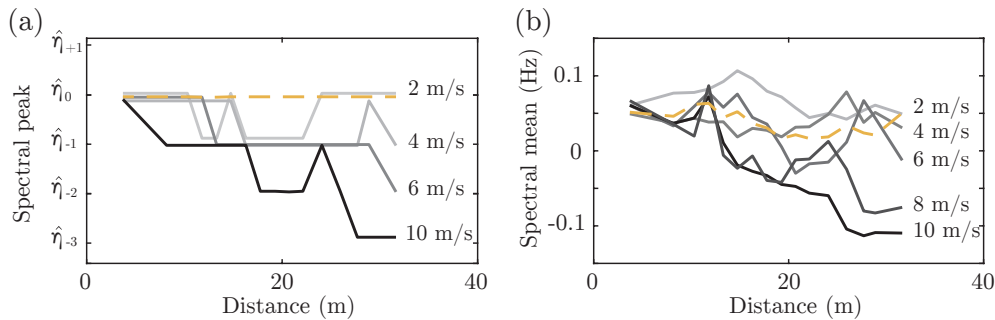 (a)
Spectral peak
η̂₊₁
η̂₀
η̂₋₁
η̂₋₂
η̂₋₃
0
20
40
Distance (m)
2 m/s
4 m/s
6 m/s
10 m/s
(b)
Spectral mean (Hz)
0.1
0
-0.1
0
20
40
Distance (m)
2 m/s
4 m/s
6 m/s
8 m/s
10 m/s